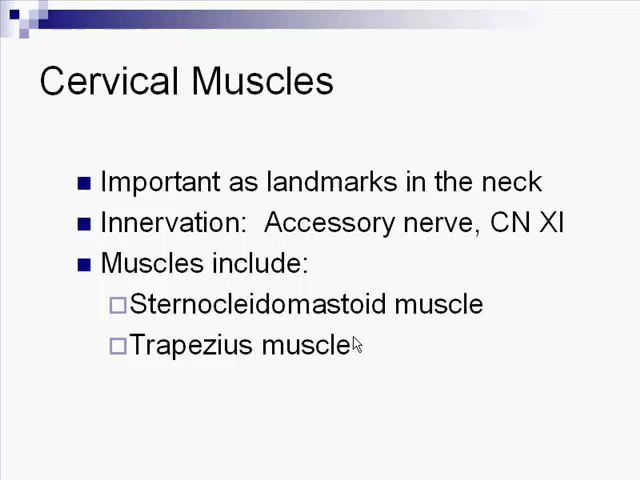 Cervical Muscles
Important as landmarks in the neck
Innervation: Accessory nerve, CN XI
Muscles include:
Sternocleidomastoid muscle
Trapezius muscle